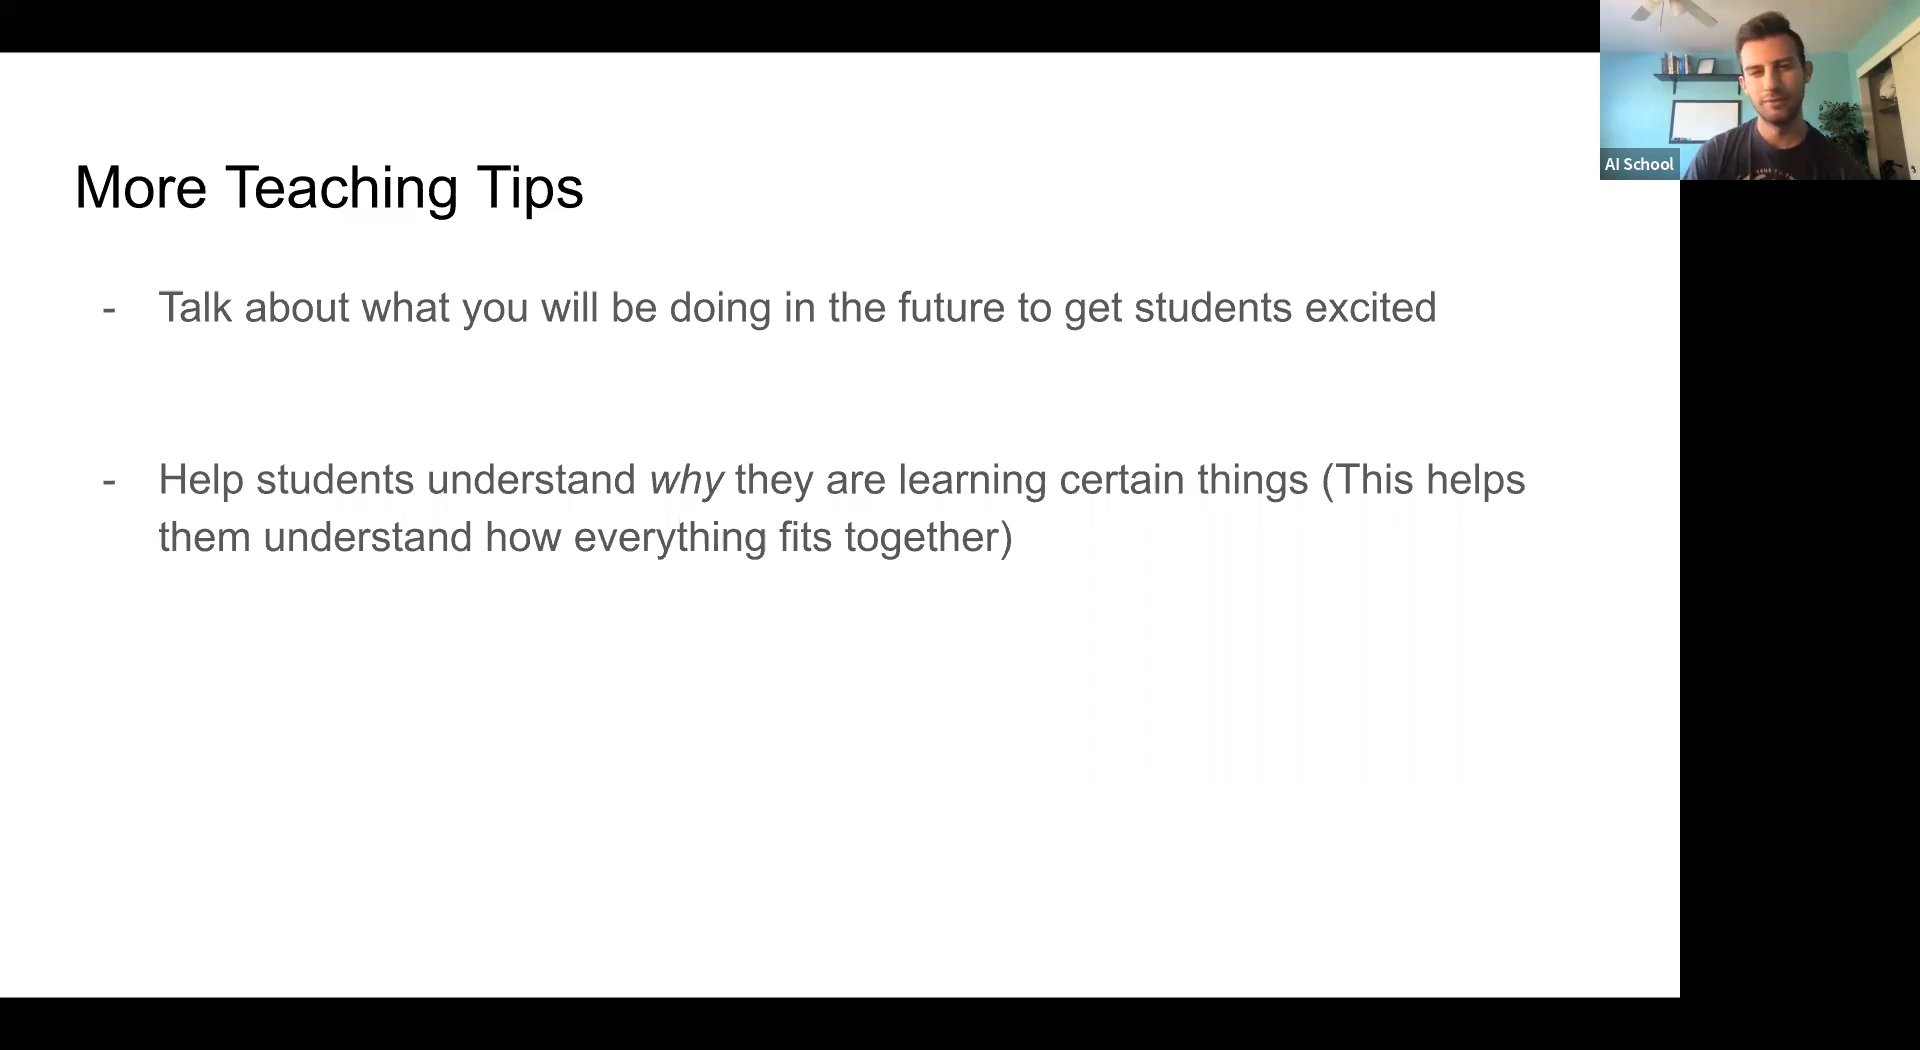 More Teaching Tips
- Talk about what you will be doing in the future to get students excited
- Help students understand why they are learning certain things (This helps
them understand how everything fits together)
AI School